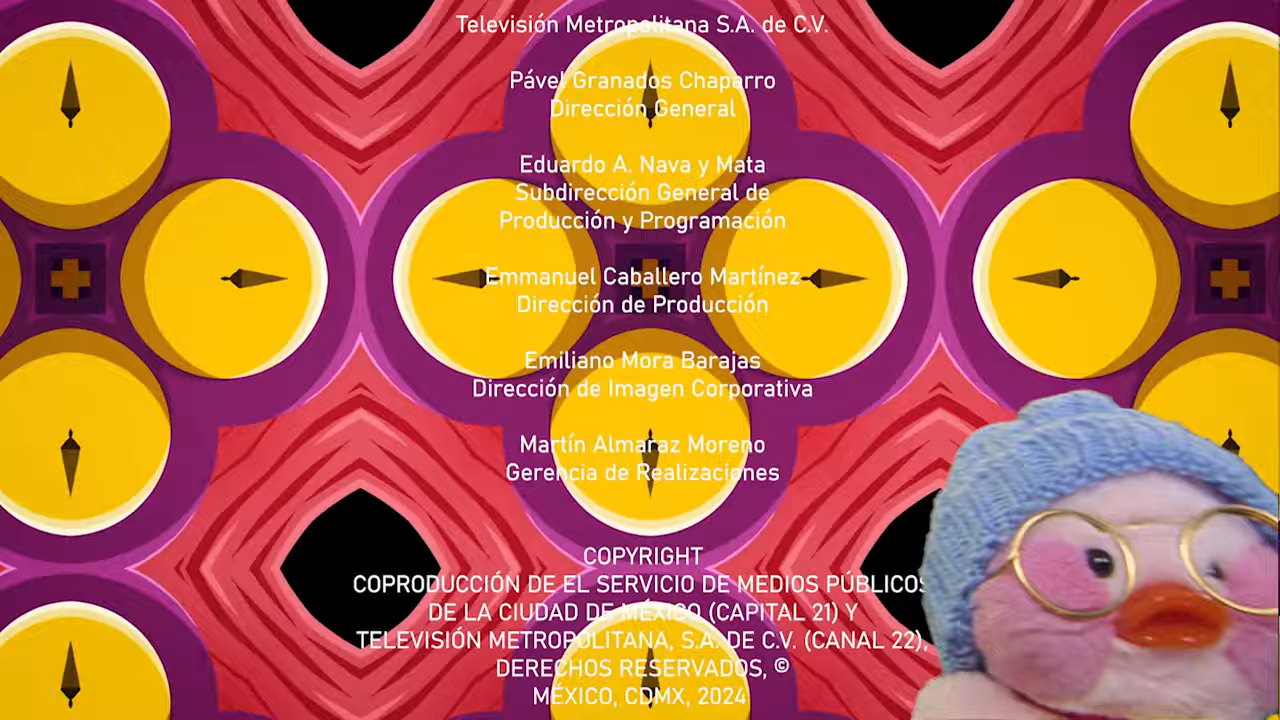 Televisión Metropolitana S.A. de C.V.
Pável Granados Chaparro
Dirección General
Eduardo A. Nava y Mata
Subdirección General de
Producción y Programación
Emmanuel Caballero Martínez
Dirección de Producción
Emiliano Mora Barajas
Dirección de Imagen Corporativa
Martín Almaraz Moreno
Gerencia de Realizaciones
COPYRIGHT
COPRODUCCIÓN DE EL SERVICIO DE MEDIOS PÚBLICOS
DE LA CIUDAD DE MÉXICO (CAPITAL 21) Y
TELEVISIÓN METROPOLITANA, S.A. DE C.V. (CANAL 22),
DERECHOS RESERVADOS, ©
MÉXICO, CDMX, 2024